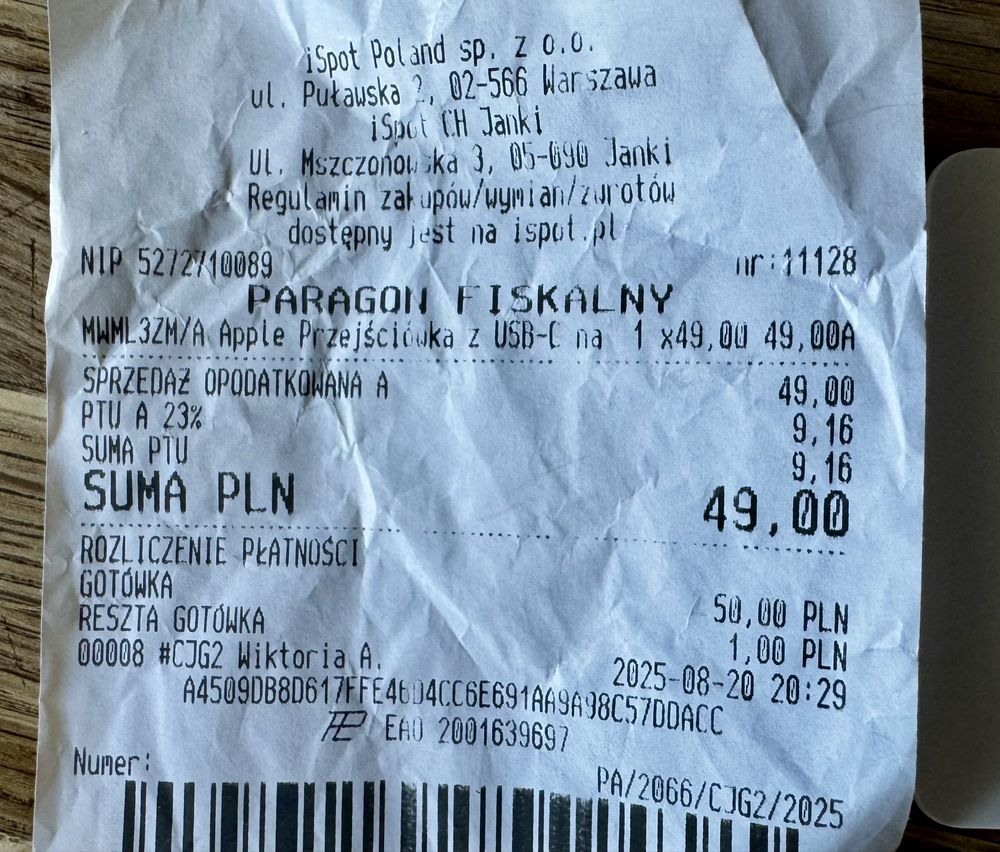 iSpot Poland sp. z o.o.
ul. Puławska 2, 02-566 Warszawa
iSpot CH Janki
Ul. Mszczonowska 3, 05-090 Janki
Regulamin zakupów/wymian/zwrotów
dostępny jest na ispot.pl
NIP 5272710089 nr:11128
PARAGON FISKALNY
MWML3ZM/A Apple Przejściówka z USB-C na 1 x49,00 49,00A
SPRZEDAŻ OPODATKOWANA A 49,00
PTU A 23% 9,16
SUMA PTU 9,16
SUMA PLN 49,00
ROZLICZENIE PŁATNOŚCI
GOTÓWKA 50,00 PLN
RESZTA GOTÓWKA 1,00 PLN
00008 #CJG2 Wiktoria A. 2025-08-20 20:29
A4509DB8D617FFE46D4CC6E691AA9A98C57DDACC
EAU 2001639697
Numer: PA/2066/CJG2/2025